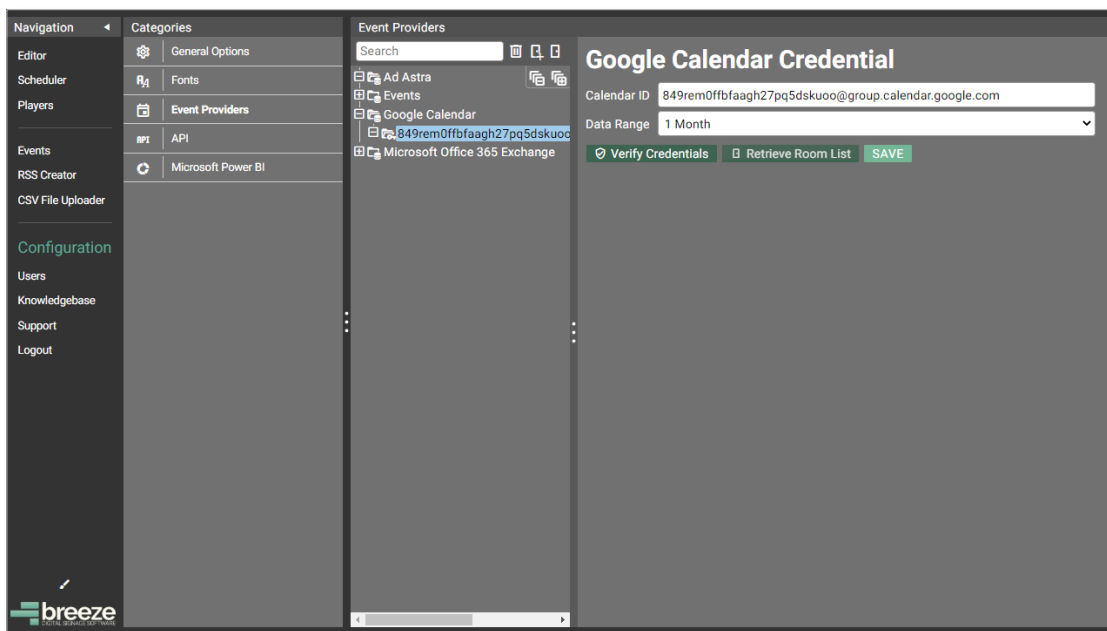 Navigation
Editor
Scheduler
Players
Events
RSS Creator
CSV File Uploader
Configuration
Users
Knowledgebase
Support
Logout
breeze
DIGITAL SIGNAGE SOFTWARE
Categories
General Options
Fonts
Event Providers
API API
Microsoft Power BI
Event Providers
Search
Ad Astra
Events
Google Calendar
849rem0ffbfaagh27pq5dskuoo
Microsoft Office 365 Exchange
Google Calendar Credential
Calendar ID 849rem0ffbfaagh27pq5dskuoo@group.calendar.google.com
Data Range 1 Month
Verify Credentials Retrieve Room List SAVE